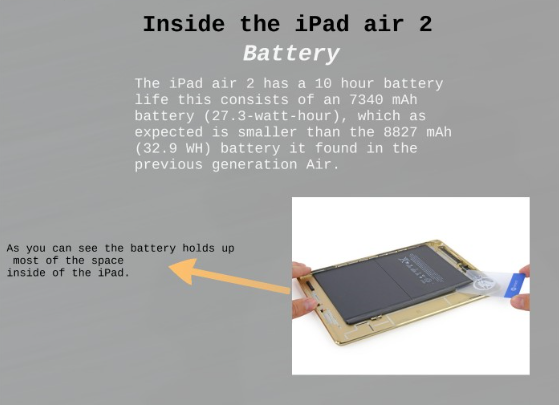 Inside the iPad air 2
Battery
The iPad air 2 has a 10 hour battery
life this consists of an 7340 mAh
battery (27.3-watt-hour), which as
expected is smaller than the 8827 mAh
(32.9 WH) battery it found in the
previous generation Air.
As you can see the battery holds up
most of the space
inside of the iPad.